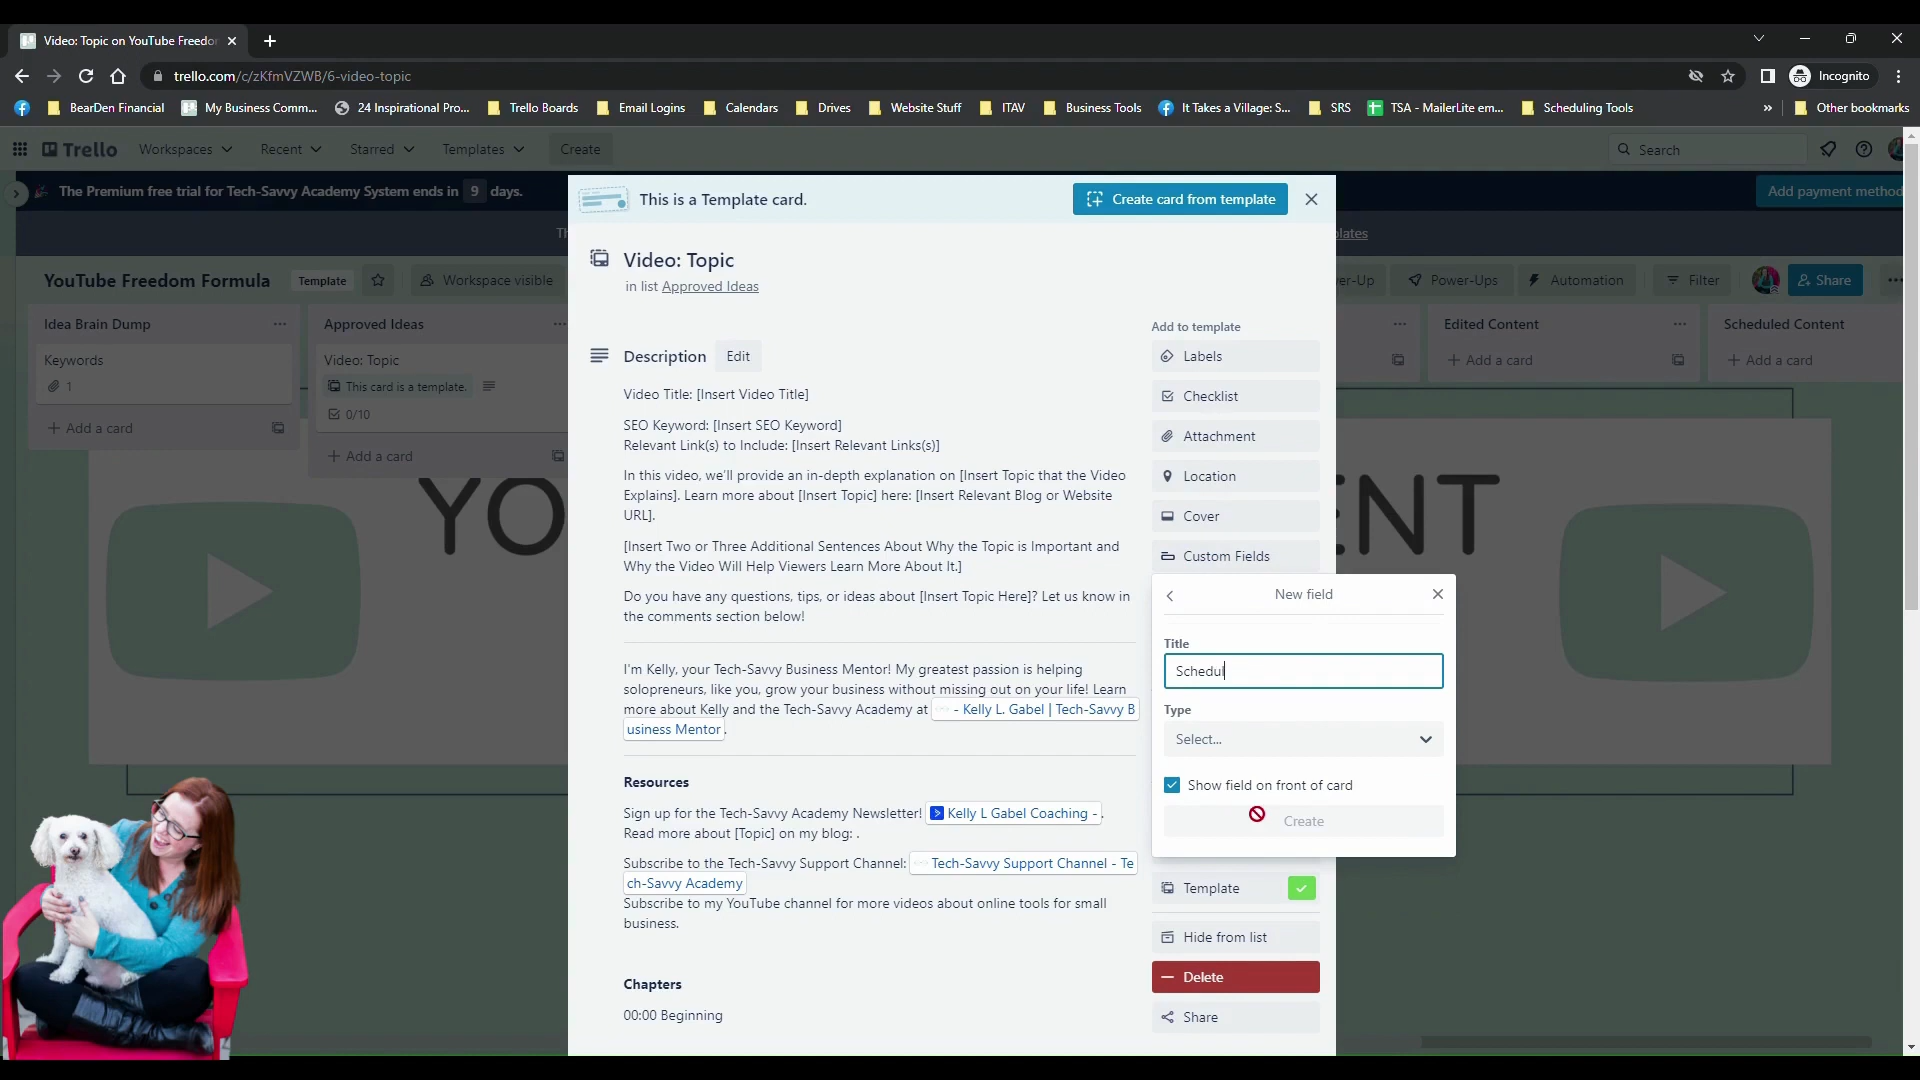 Video: Topic on YouTube Freedo
trello.com/c/zKfmVZWB/6-video-topic
Incognito
BearDen Financial
My Business Comm...
24 Inspirational Pro...
Trello Boards
Email Logins
Calendars
Drives
Website Stuff
ITAV
Business Tools
It Takes a Village: S...
SRS
TSA - MailerLite em...
Scheduling Tools
»
Other bookmarks
Trello
Workspaces
Recent
Starred
Templates
Create
Search
The Premium free trial for Tech-Savvy Academy System ends in 9 days.
Add payment method
This is a Template card.
Create card from template
Th
plates
YouTube Freedom Formula
Template
Workspace visible
er-Up
Power-Ups
Automation
Filter
Share
Idea Brain Dump
Keywords
1
+ Add a card
Approved Ideas
Video: Topic
This card is a template.
0/10
+ Add a card
Edited Content
+ Add a card
Scheduled Content
+ Add a card
YO
ENT
Video: Topic
in list Approved Ideas
Description
Edit
Video Title: [Insert Video Title]
SEO Keyword: [Insert SEO Keyword]
Relevant Link(s) to Include: [Insert Relevant Links(s)]
In this video, we'll provide an in-depth explanation on [Insert Topic that the Video
Explains]. Learn more about [Insert Topic] here: [Insert Relevant Blog or Website
URL].
[Insert Two or Three Additional Sentences About Why the Topic is Important and
Why the Video Will Help Viewers Learn More About It.]
Do you have any questions, tips, or ideas about [Insert Topic Here]? Let us know in
the comments section below!
I'm Kelly, your Tech-Savvy Business Mentor! My greatest passion is helping
solopreneurs, like you, grow your business without missing out on your life! Learn
more about Kelly and the Tech-Savvy Academy at - Kelly L. Gabel | Tech-Savvy B
usiness Mentor.
Resources
Sign up for the Tech-Savvy Academy Newsletter! Kelly L Gabel Coaching - .
Read more about [Topic] on my blog: .
Subscribe to the Tech-Savvy Support Channel: Tech-Savvy Support Channel - Te
ch-Savvy Academy
Subscribe to my YouTube channel for more videos about online tools for small
business.
Chapters
00:00 Beginning
Add to template
Labels
Checklist
Attachment
Location
Cover
Custom Fields
New field
Title
Schedul
Type
Select...
Show field on front of card
Create
Template
Hide from list
Delete
Share